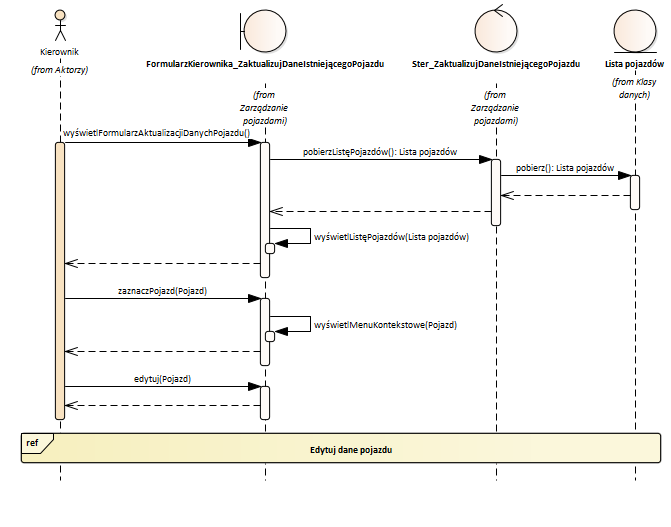 Kierownik
(from Aktorzy)
FormularzKierownika_ZaktualizujDaneIstniejącegoPojazdu
(from
Zarządzanie
pojazdami)
Ster_ZaktualizujDaneIstniejącegoPojazdu
(from
Zarządzanie
pojazdami)
Lista pojazdów
(from Klasy
danych)
wyświetlFormularzAktualizacjiDanychPojazdu()
pobierzListęPojazdów(): Lista pojazdów
pobierz(): Lista pojazdów
wyświetlListęPojazdów(Lista pojazdów)
zaznaczPojazd(Pojazd)
wyświetlMenuKontekstowe(Pojazd)
edytuj(Pojazd)
ref
Edytuj dane pojazdu